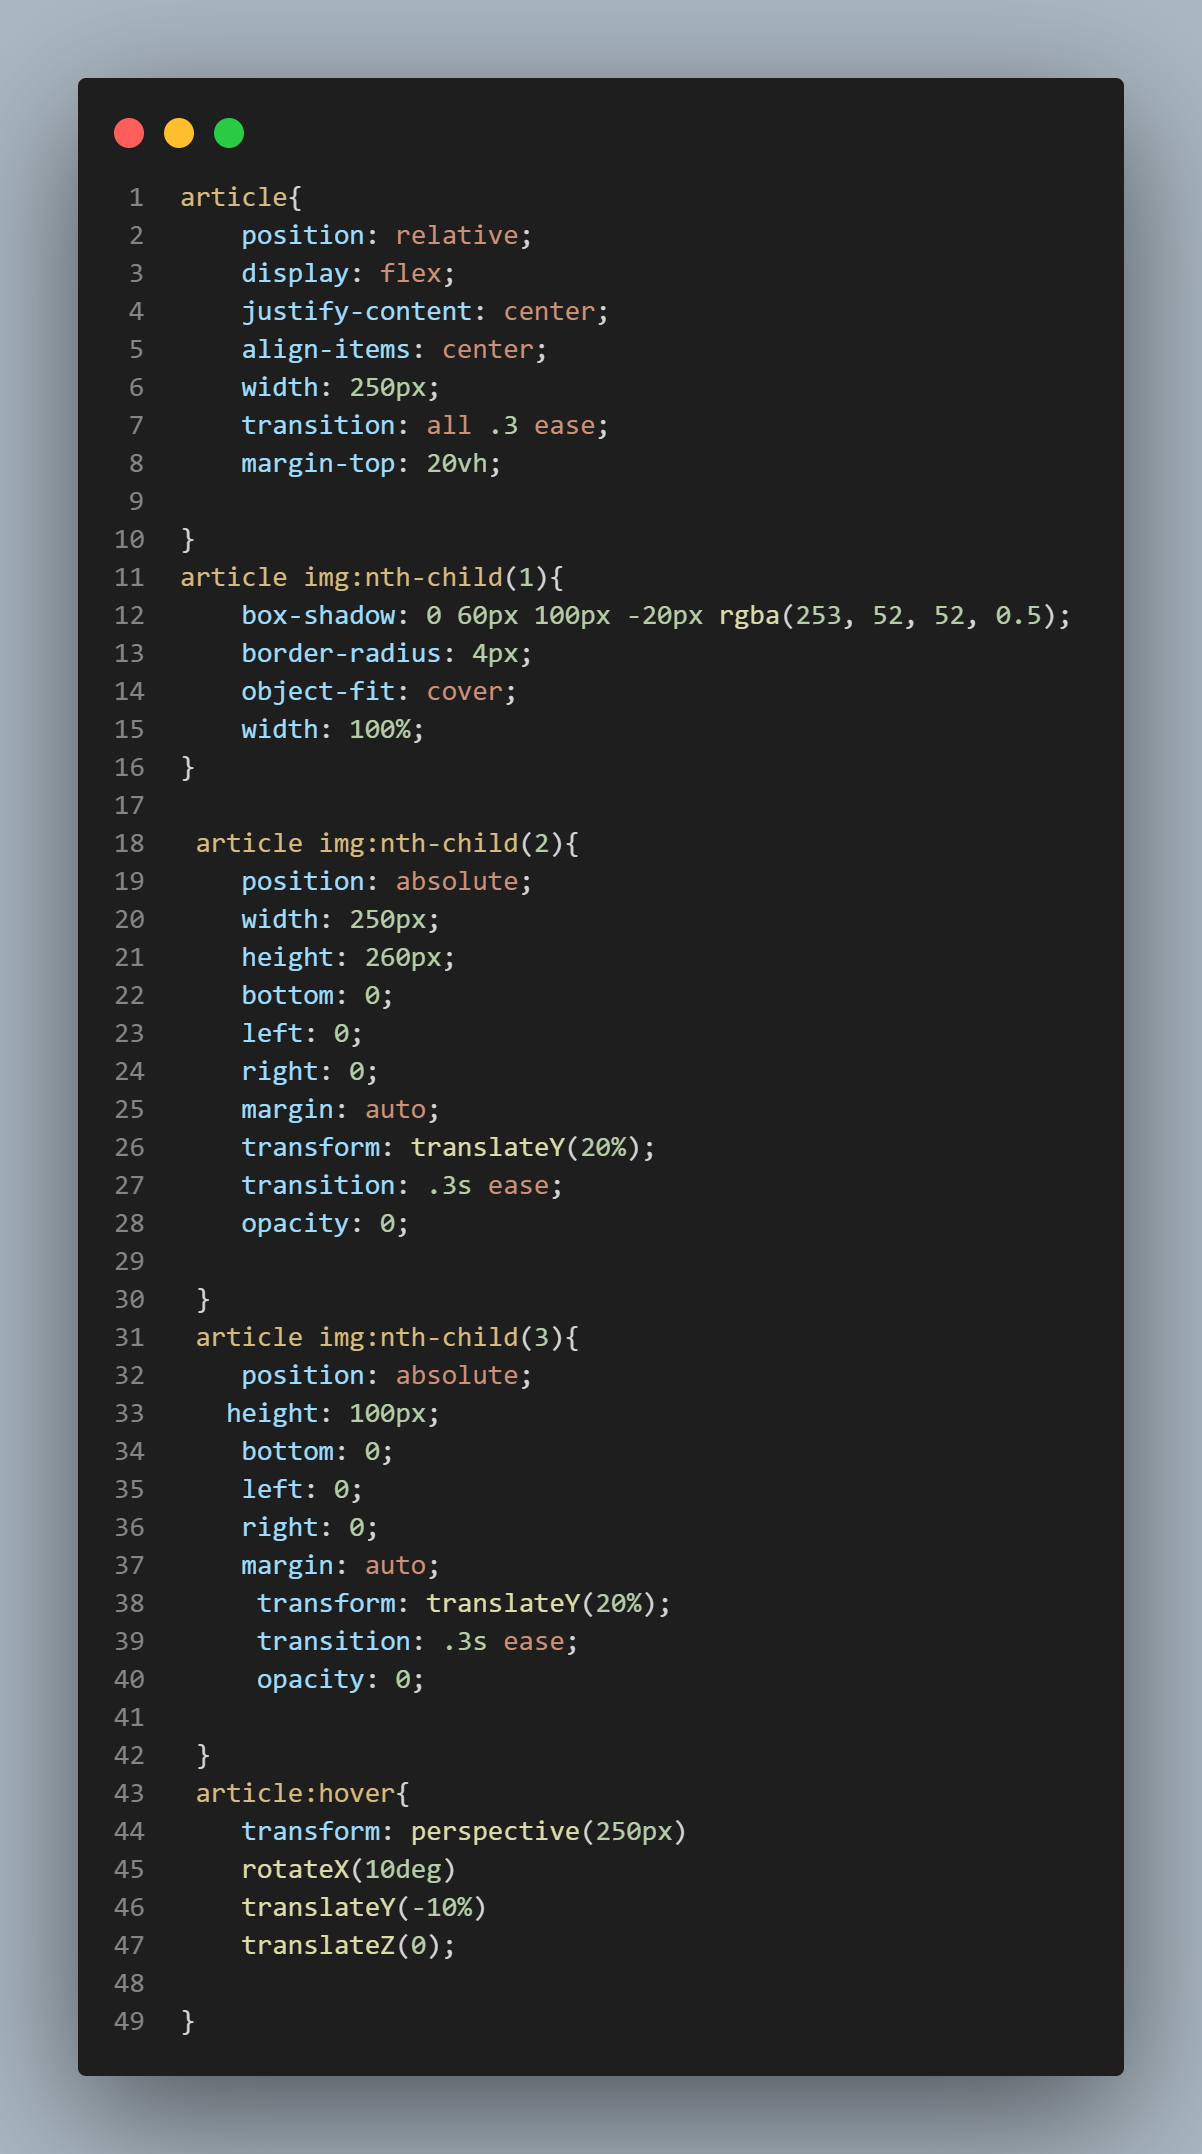 1 article{
2     position: relative;
3     display: flex;
4     justify-content: center;
5     align-items: center;
6     width: 250px;
7     transition: all .3 ease;
8     margin-top: 20vh;
9
10 }
11 article img:nth-child(1){
12     box-shadow: 0 60px 100px -20px rgba(253, 52, 52, 0.5);
13     border-radius: 4px;
14     object-fit: cover;
15     width: 100%;
16 }
17
18  article img:nth-child(2){
19     position: absolute;
20     width: 250px;
21     height: 260px;
22     bottom: 0;
23     left: 0;
24     right: 0;
25     margin: auto;
26     transform: translateY(20%);
27     transition: .3s ease;
28     opacity: 0;
29
30  }
31  article img:nth-child(3){
32     position: absolute;
33    height: 100px;
34     bottom: 0;
35     left: 0;
36     right: 0;
37     margin: auto;
38      transform: translateY(20%);
39      transition: .3s ease;
40      opacity: 0;
41
42  }
43  article:hover{
44     transform: perspective(250px)
45     rotateX(10deg)
46     translateY(-10%)
47     translateZ(0);
48
49 }